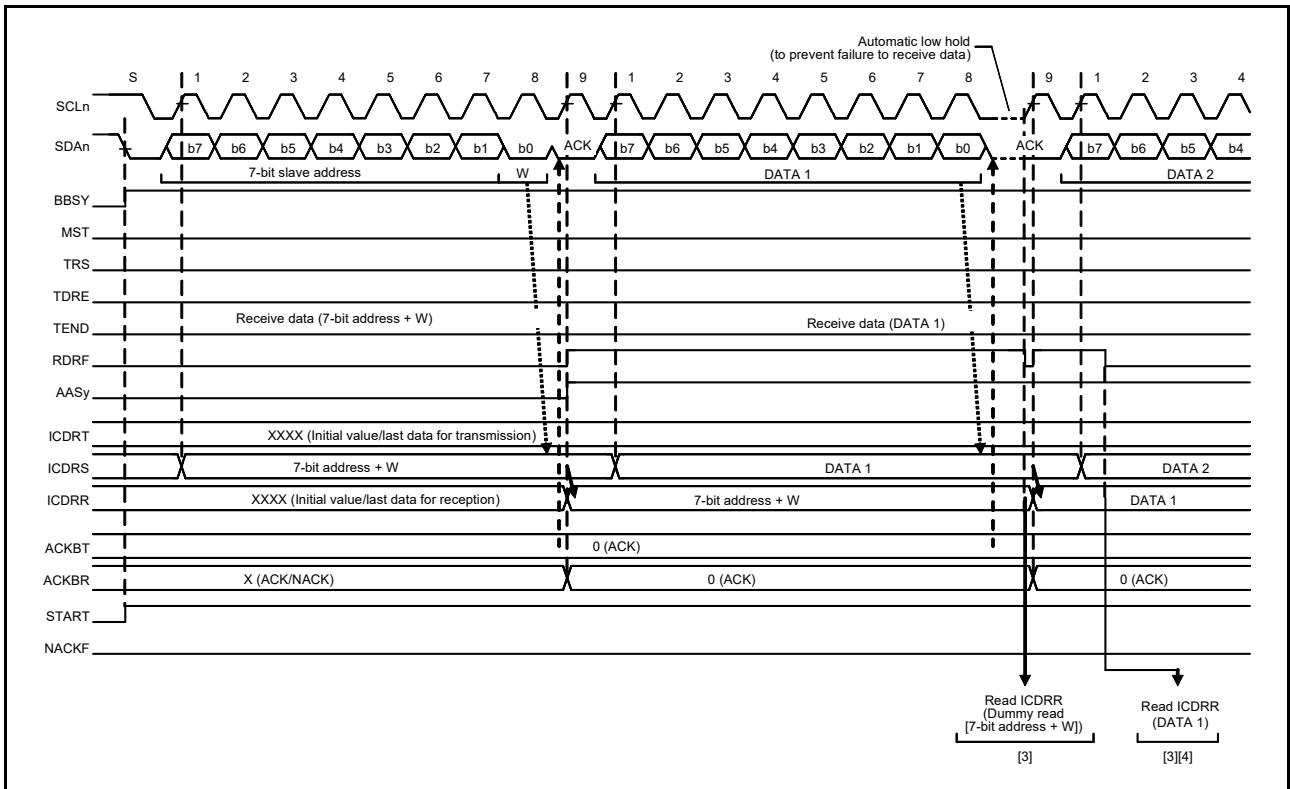 Automatic low hold
(to prevent failure to receive data)
S 1 2 3 4 5 6 7 8 9 1 2 3 4 5 6 7 8 9 1 2 3 4
SCLn
SDAn b7 b6 b5 b4 b3 b2 b1 b0 ACK b7 b6 b5 b4 b3 b2 b1 b0 ACK b7 b6 b5 b4
7-bit slave address W DATA 1 DATA 2
BBSY
MST
TRS
TDRE
Receive data (7-bit address + W) Receive data (DATA 1)
TEND
RDRF
AASy
ICDRT XXXX (Initial value/last data for transmission)
ICDRS 7-bit address + W DATA 1 DATA 2
ICDRR XXXX (Initial value/last data for reception) 7-bit address + W DATA 1
ACKBT 0 (ACK)
ACKBR X (ACK/NACK) 0 (ACK) 0 (ACK)
START
NACKF
Read ICDRR
(Dummy read
[7-bit address + W])
[3]
Read ICDRR
(DATA 1)
[3][4]